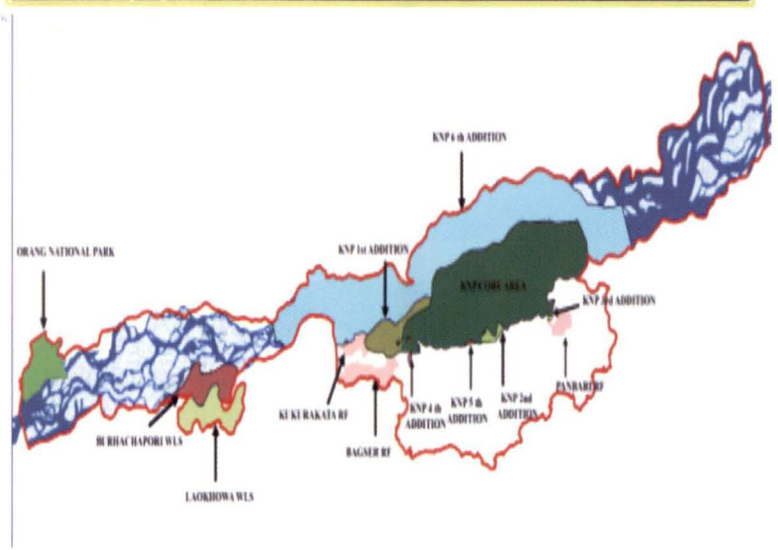 KNP 6 th ADDITION
ORANG NATIONAL PARK
KNP 1st ADDITION
KNP CORE AREA
KNP 3rd ADDITION
KUKURAKATA RF
KNP 4 th
ADDITION
KNP 5 th
ADDITION
KNP 2nd
ADDITION
PANBARI RF
BURHACHAPORI WLS
BAGSER RF
LAOKHOWA WLS